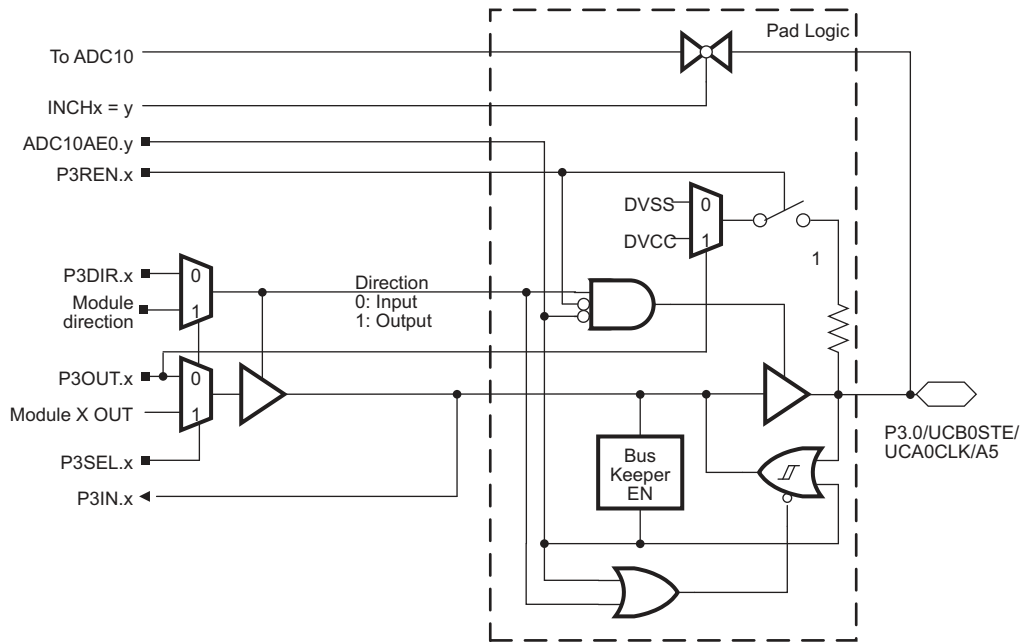 Pad Logic
To ADC10
INCHx = y
ADC10AE0.y
P3REN.x
DVSS
0
DVCC
1
1
P3DIR.x
0
Module
direction
1
Direction
0: Input
1: Output
P3OUT.x
0
Module X OUT
1
P3SEL.x
P3IN.x
Bus
Keeper
EN
P3.0/UCB0STE/
UCA0CLK/A5